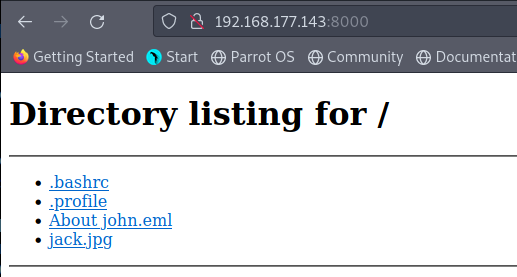 192.168.177.143:8000/
Getting Started Start Parrot OS Community Documentat
Directory listing for /
.bashrc
.profile
About john.eml
jack.jpg